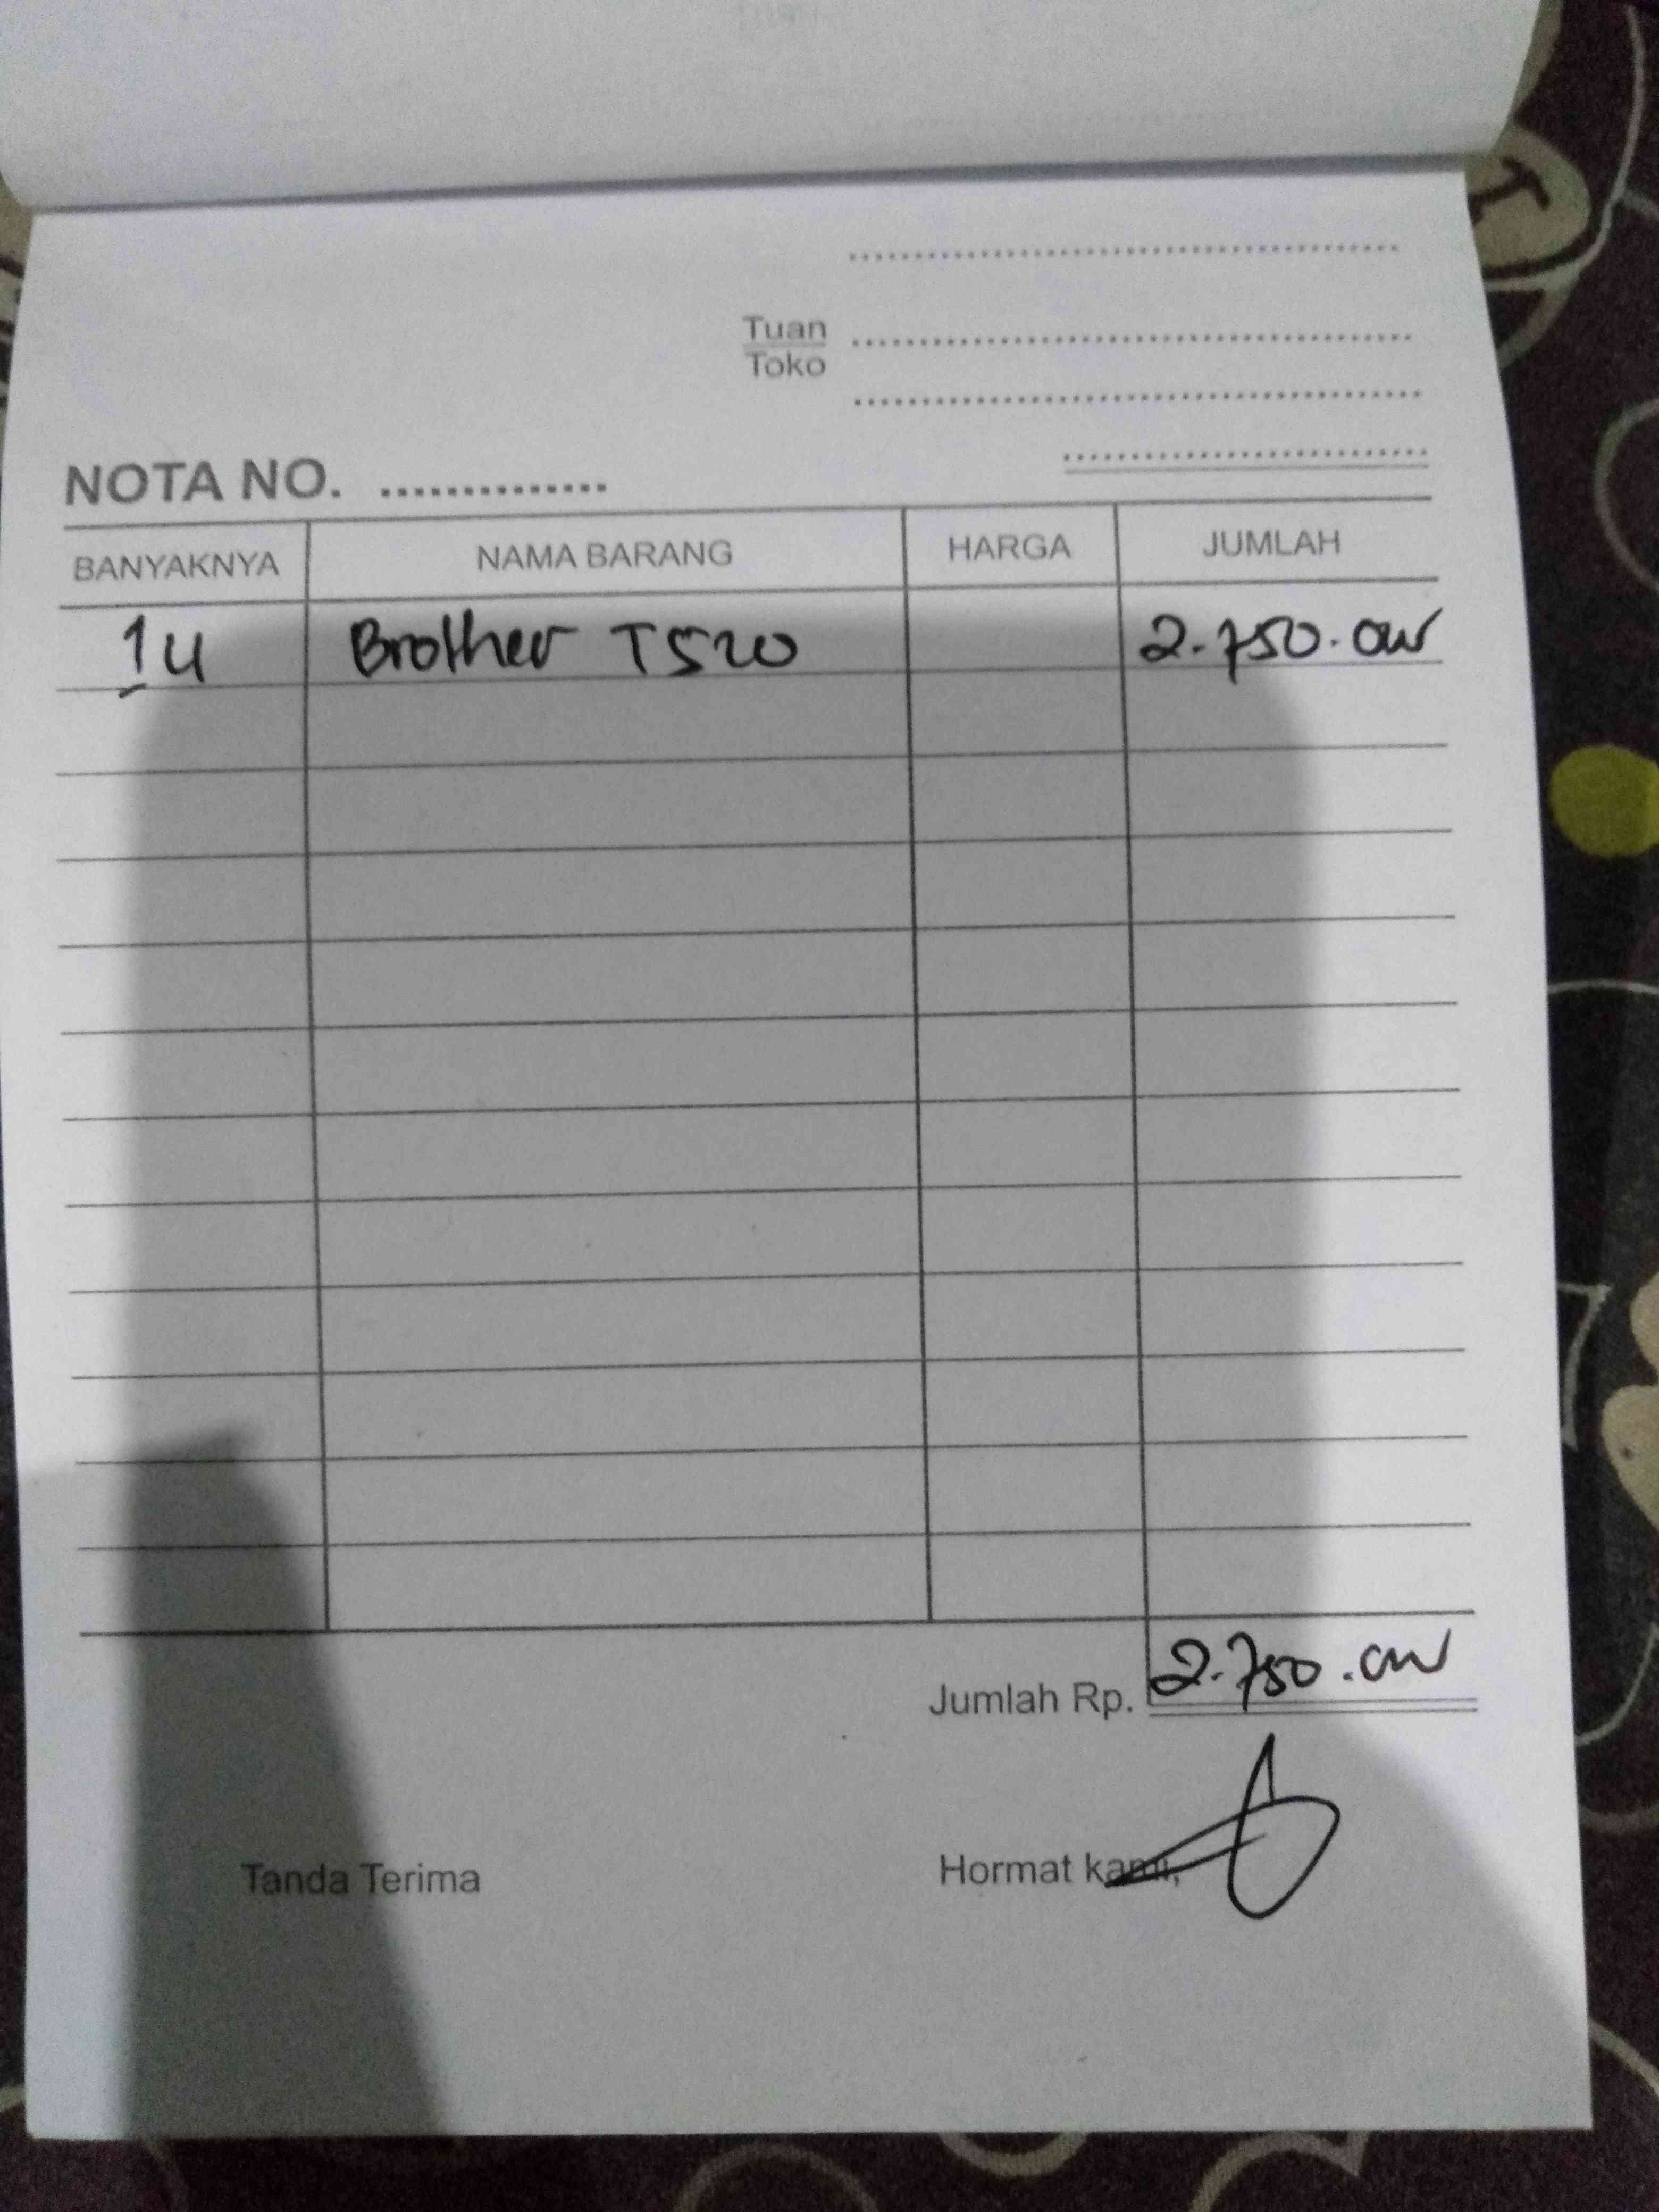 Tuan
Toko
NOTA NO. ..............
BANYAKNYA NAMA BARANG HARGA JUMLAH
1 U Brother T520 2.750.000
Jumlah Rp. 2.750.000
Tanda Terima Hormat kami,